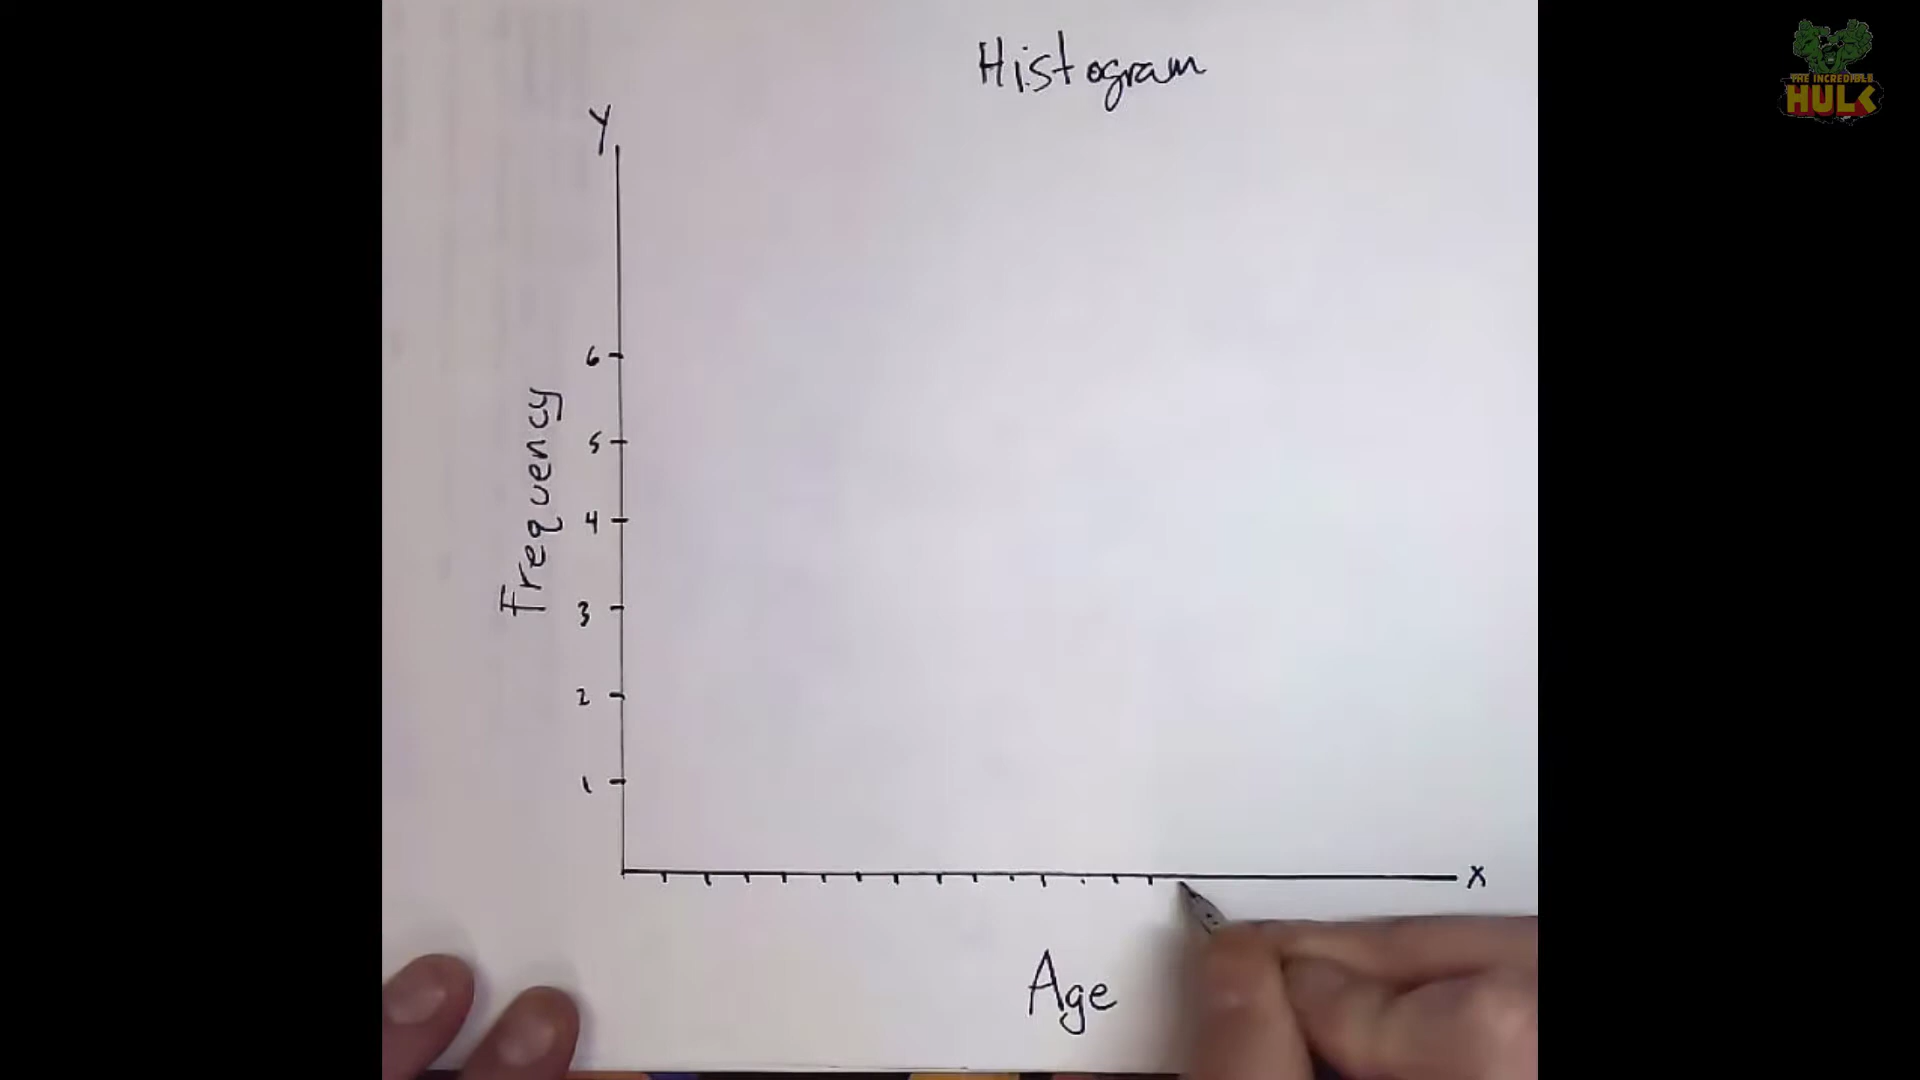 Histogram
THE INCREDIBLE
HULK
Y
6
5
4
3
2
1
Frequency
X
Age